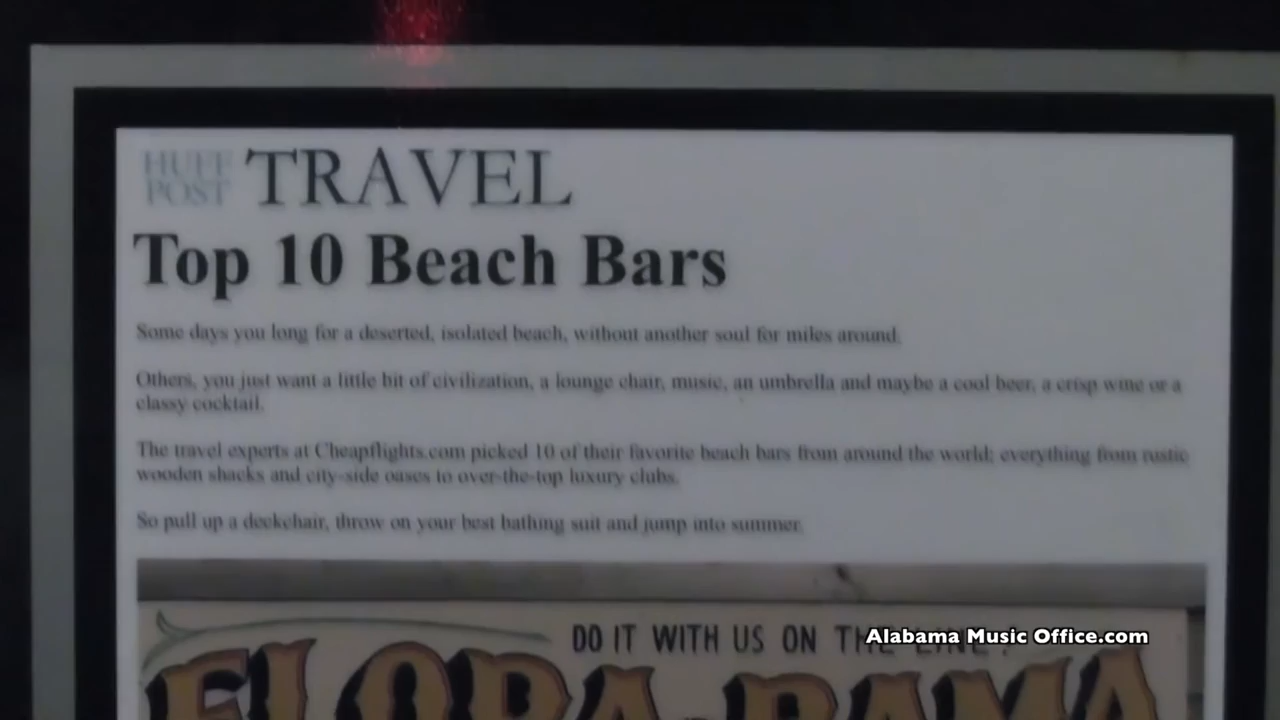 HUFF
POST
TRAVEL
Top 10 Beach Bars
Some days you long for a deserted, isolated beach, without another soul for miles around.
Others, you just want a little bit of civilization, a lounge chair, music, an umbrella and maybe a cool beer, a crisp wine or a
classy cocktail.
The travel experts at Cheapflights.com picked 10 of their favorite beach bars from around the world; everything from rustic
wooden shacks and city-side oases to over-the-top luxury clubs.
So pull up a deckchair, throw on your best bathing suit and jump into summer.
DO IT WITH US ON THE LINE!
Alabama Music Office.com
FLORA-BAMA